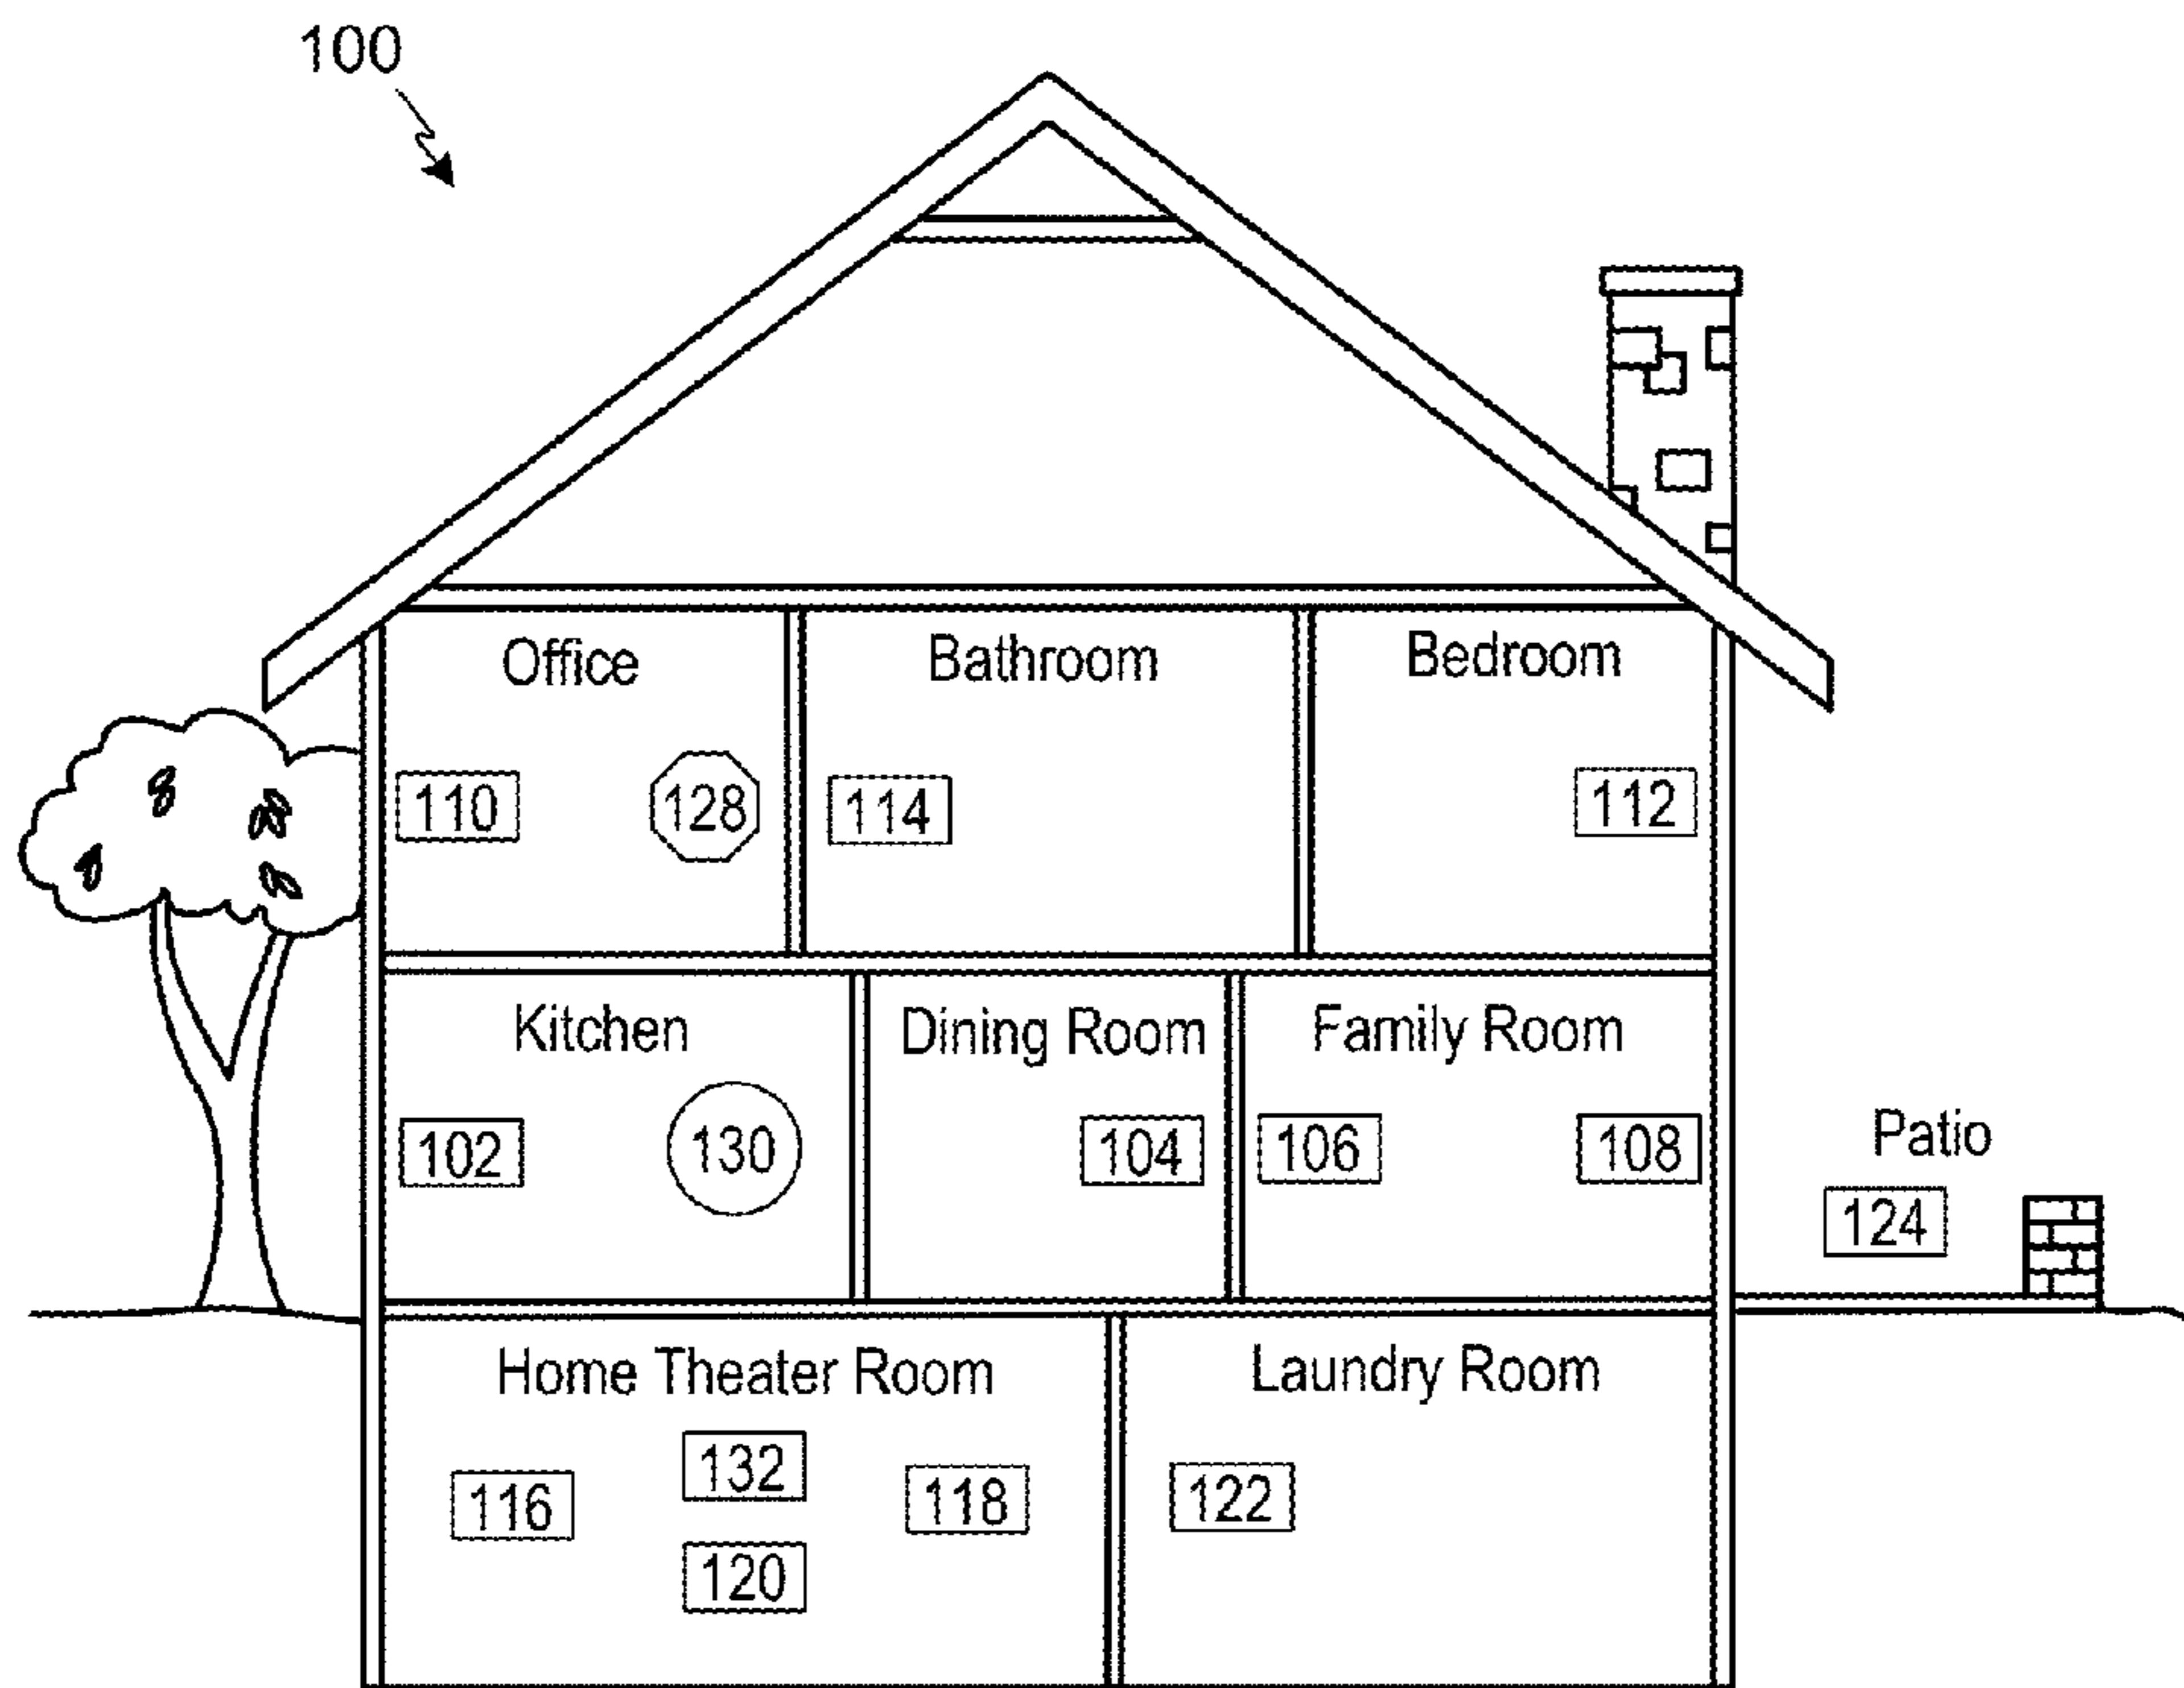 100
Office
Bathroom
Bedroom
110
128
114
112
Kitchen
Dining Room
Family Room
102
130
104
106
108
Patio
124
Home Theater Room
Laundry Room
132
116
118
122
120